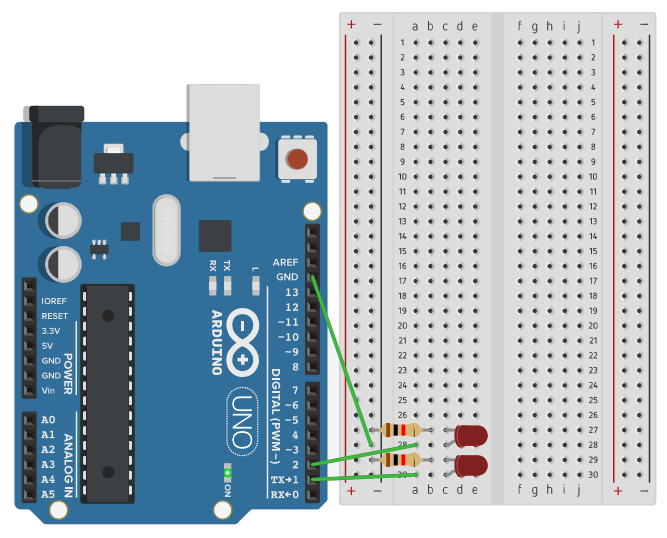 + − a b c d e f g h i j + −
1 1
2 2
3 3
4 4
5 5
6 6
7 7
8 8
9 9
10 10
11 11
12 12
13 13
14 14
15 15
16 16
17 17
18 18
19 19
20 20
21 21
22 22
23 23
24 24
25 25
26 26
27 27
28 28
29 29
30 30
+ − a b c d e f g h i j + −
AREF
GND
13
12
~11
~10
~9
8
7
~6
~5
4
~3
2
TX→1
RX←0
DIGITAL (PWM~)
RX
TX
L
ARDUINO
UNO
ON
IOREF
RESET
3.3V
5V
GND
GND
Vin
POWER
A0
A1
A2
A3
A4
A5
ANALOG IN